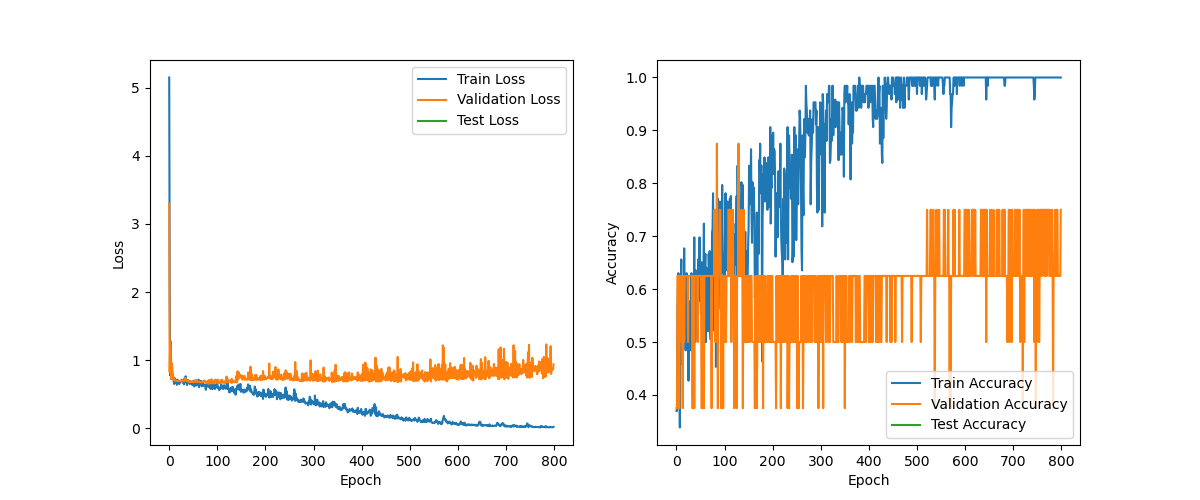 Train Loss
Validation Loss
Test Loss
5
4
3
2
1
0
Loss
0 100 200 300 400 500 600 700 800
Epoch
1.0
0.9
0.8
0.7
0.6
0.5
0.4
Accuracy
Train Accuracy
Validation Accuracy
Test Accuracy
0 100 200 300 400 500 600 700 800
Epoch